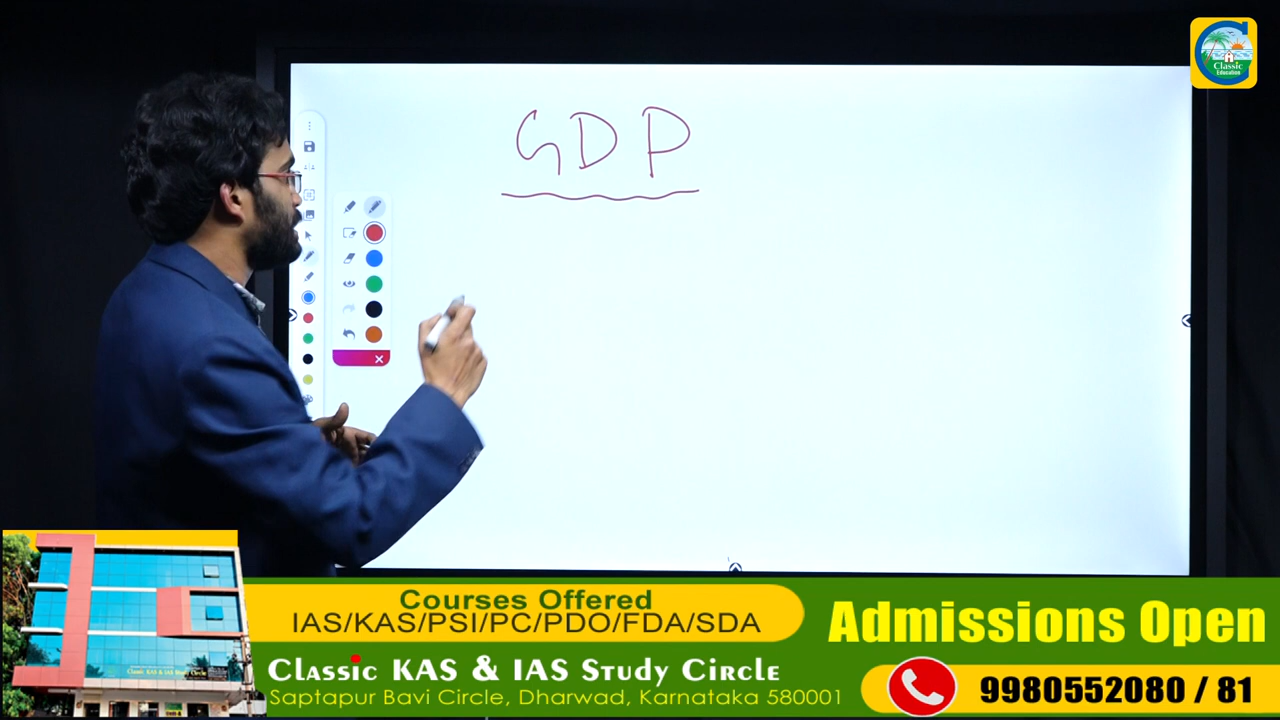 Classic
Education
GDP
Courses Offered
IAS/KAS/PSI/PC/PDO/FDA/SDA
Admissions Open
Classic KAS & IAS Study Circle
Saptapur Bavi Circle, Dharwad, Karnataka 580001
9980552080 / 81